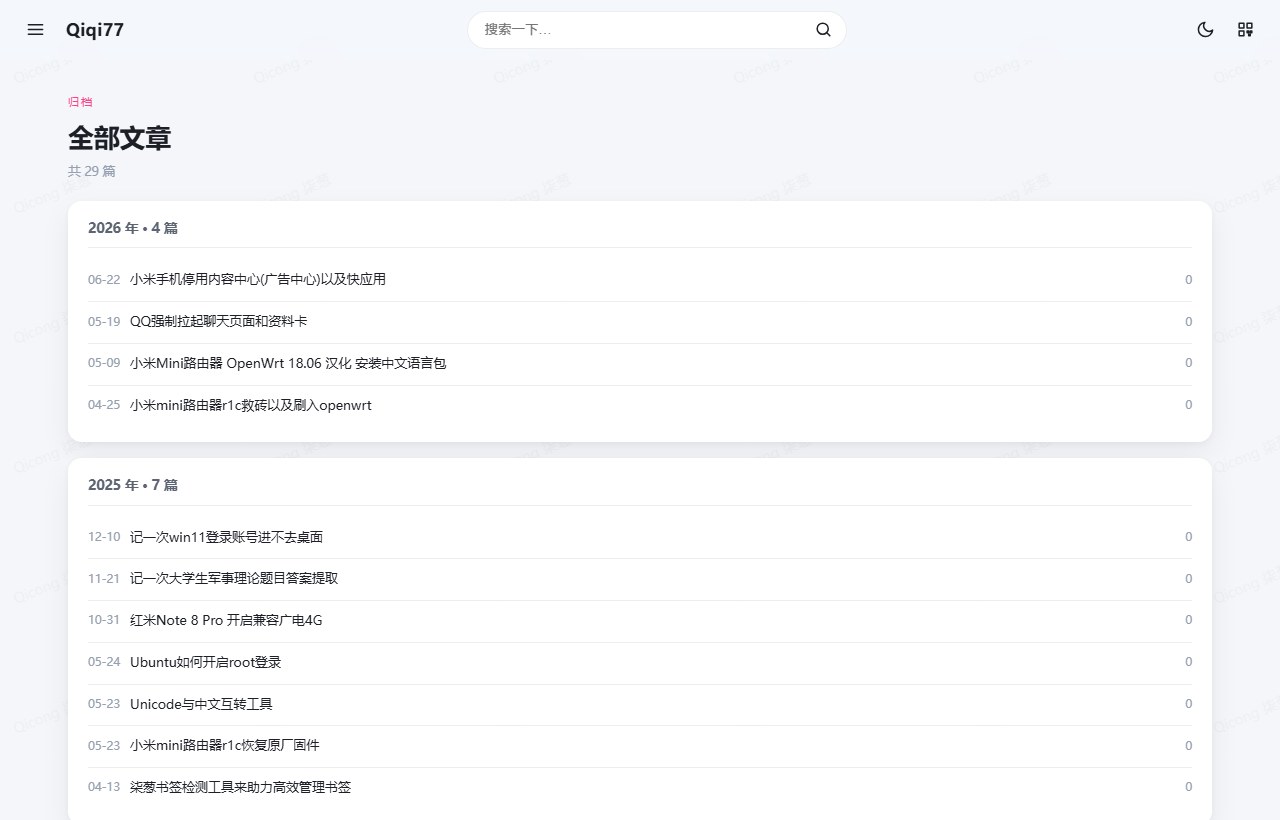 Qiqi77
搜索一下…
归档
全部文章
共 29 篇
2026 年 • 4 篇
06-22 小米手机停用内容中心(广告中心)以及快应用 0
05-19 QQ强制拉起聊天页面和资料卡 0
05-09 小米Mini路由器 OpenWrt 18.06 汉化 安装中文语言包 0
04-25 小米mini路由器r1c救砖以及刷入openwrt 0
2025 年 • 7 篇
12-10 记一次win11登录账号进不去桌面 0
11-21 记一次大学生军事理论题目答案提取 0
10-31 红米Note 8 Pro 开启兼容广电4G 0
05-24 Ubuntu如何开启root登录 0
05-23 Unicode与中文互转工具 0
05-23 小米mini路由器r1c恢复原厂固件 0
04-13 柒葱书签检测工具来助力高效管理书签 0